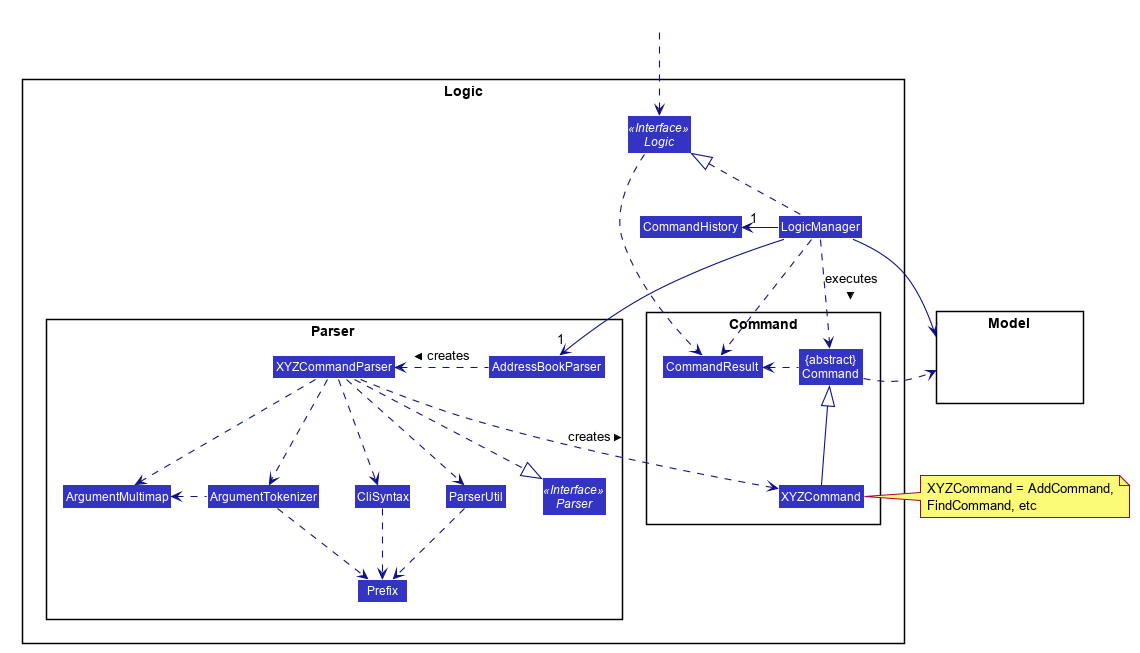 Logic
«Interface»
Logic
CommandHistory
1
LogicManager
executes
▼
Parser
Command
Model
1
◄ creates
XYZCommandParser
AddressBookParser
CommandResult
{abstract}
Command
creates ►
ArgumentMultimap
ArgumentTokenizer
CliSyntax
ParserUtil
«Interface»
Parser
XYZCommand
XYZCommand = AddCommand,
FindCommand, etc
Prefix